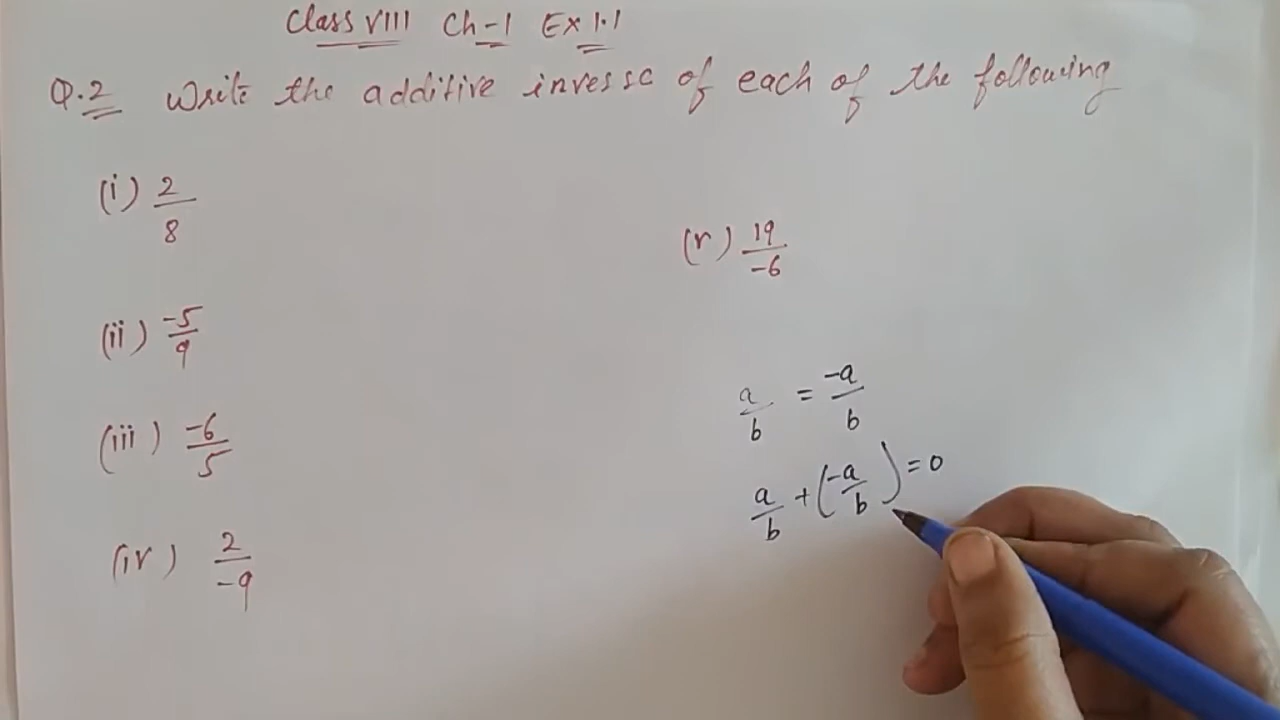 Class VIII Ch-1 Ex 1.1
Q.2 Write the additive inverse of each of the following
(i) 2/8
(ii) -5/9
(iii) -6/5
(iv) 2/-9
(v) 19/-6
a/b = -a/b
a/b + (-a/b) = 0